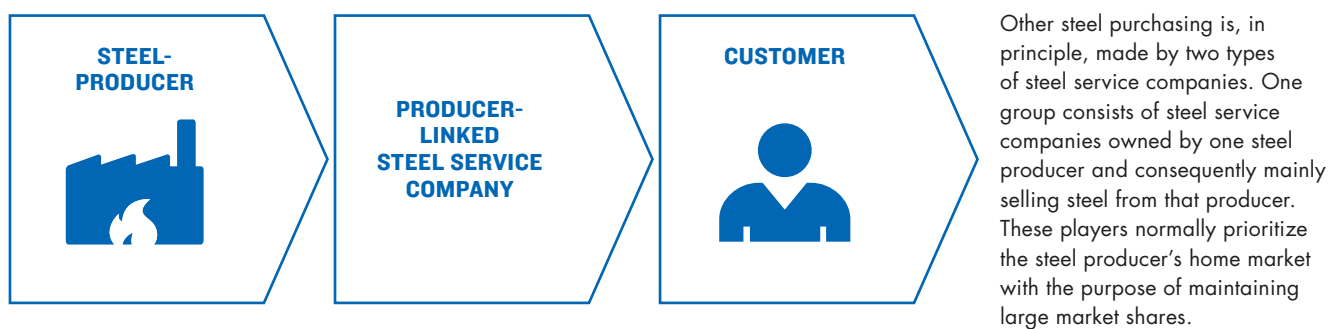 STEEL-
PRODUCER
PRODUCER-
LINKED
STEEL SERVICE
COMPANY
CUSTOMER
Other steel purchasing is, in
principle, made by two types
of steel service companies. One
group consists of steel service
companies owned by one steel
producer and consequently mainly
selling steel from that producer.
These players normally prioritize
the steel producer’s home market
with the purpose of maintaining
large market shares.